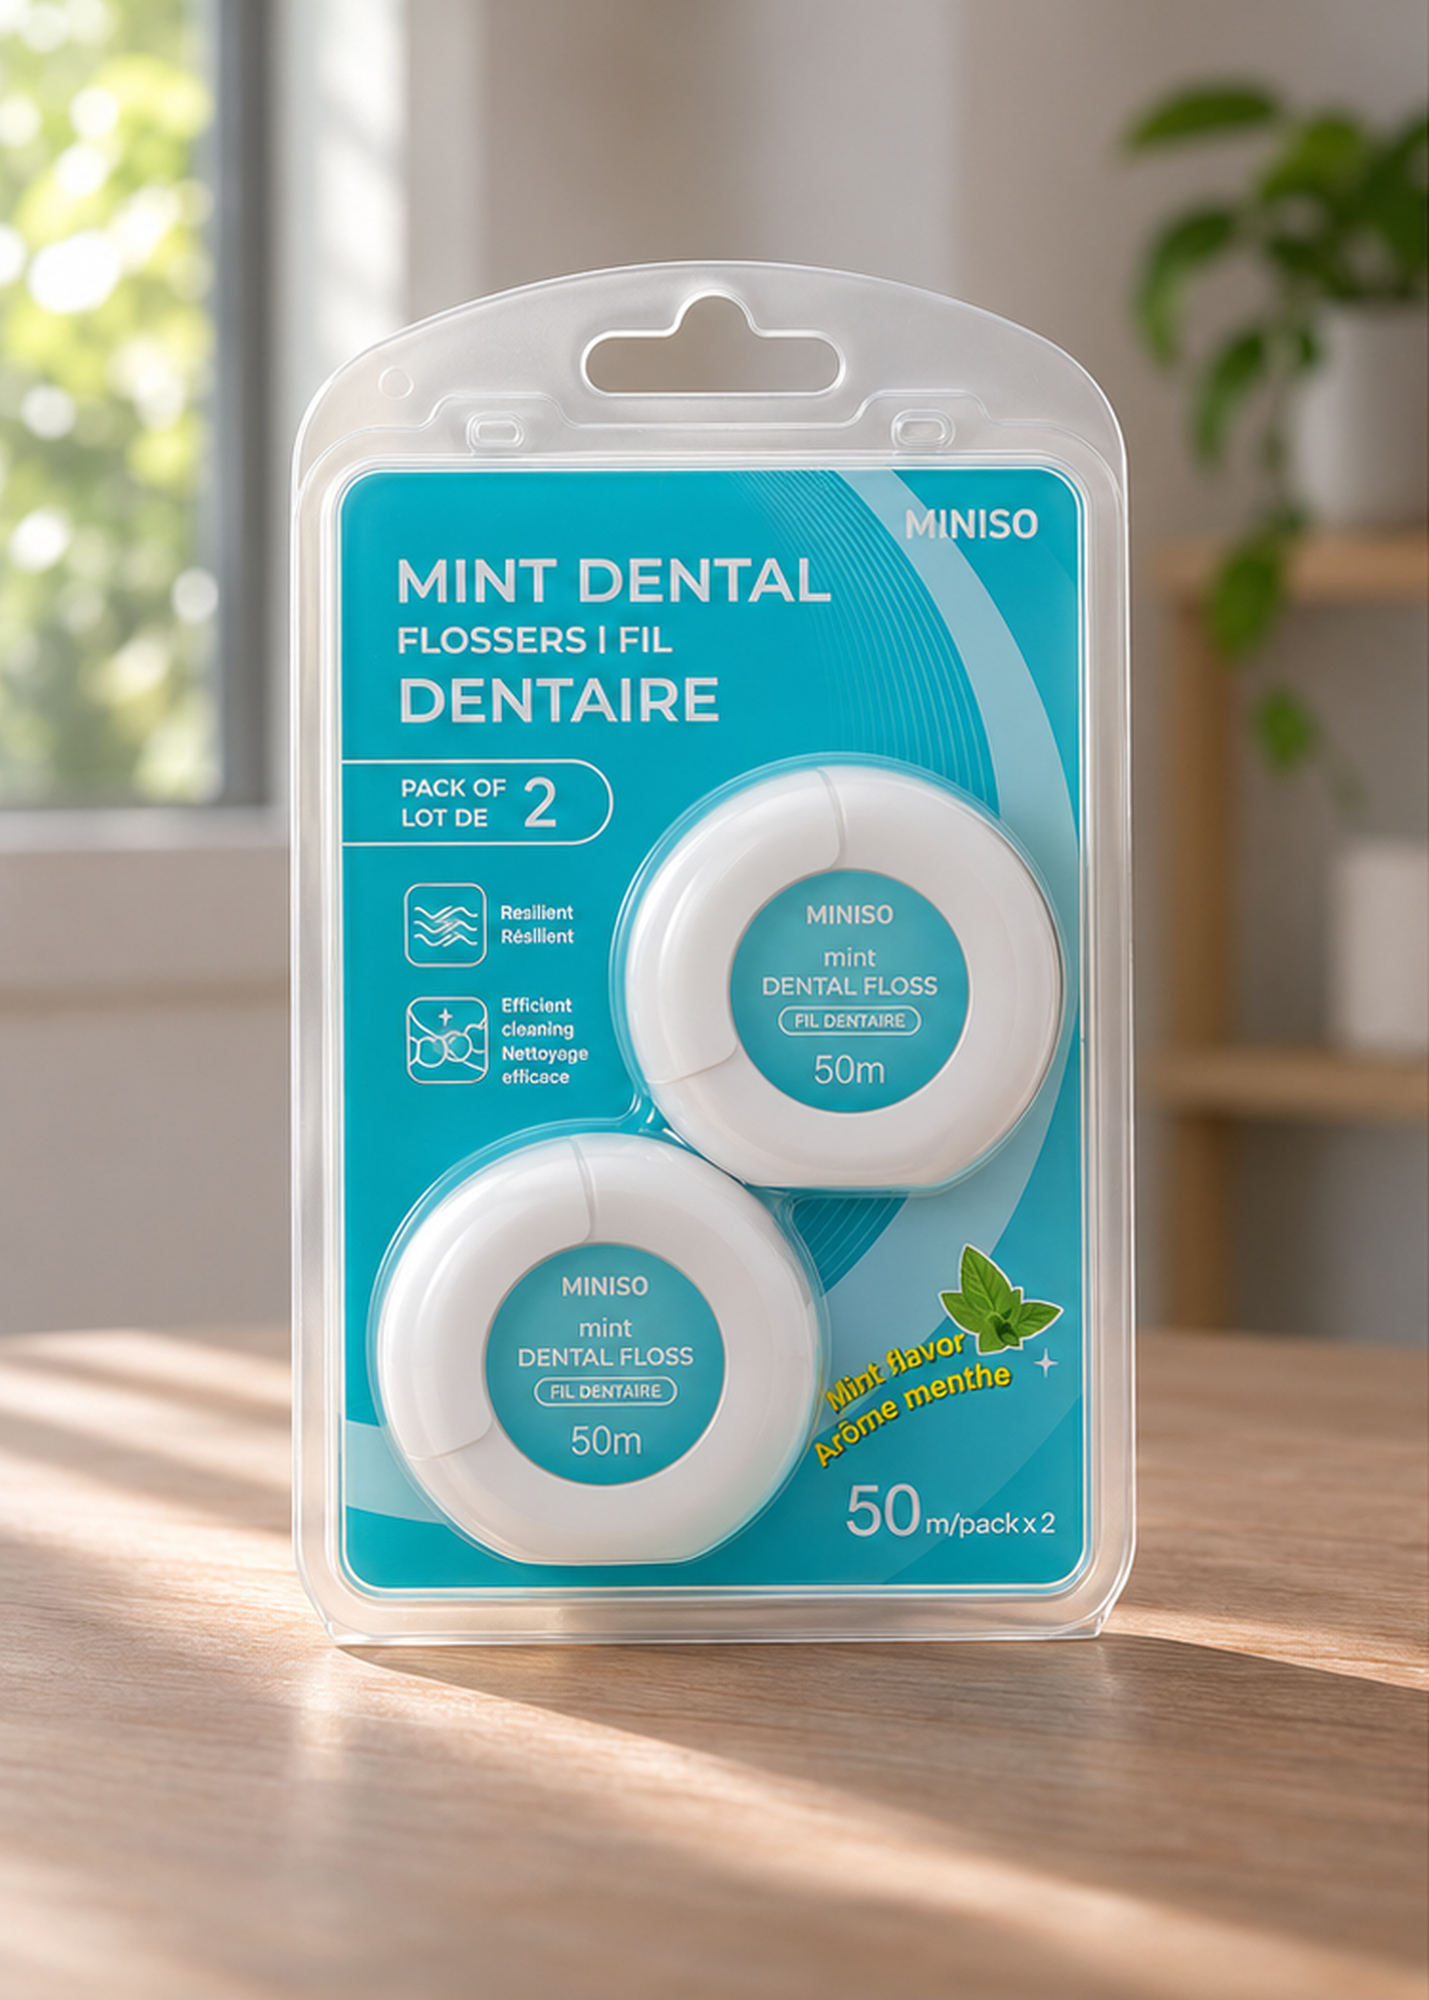 MINISO
MINT DENTAL
FLOSSERS | FIL
DENTAIRE
PACK OF
LOT DE
2
Resilient
Résilient
Efficient
cleaning
Nettoyage
efficace
MINISO
mint
DENTAL FLOSS
FIL DENTAIRE
50m
MINISO
mint
DENTAL FLOSS
FIL DENTAIRE
50m
Mint flavor
Arôme menthe
50 m/pack x 2